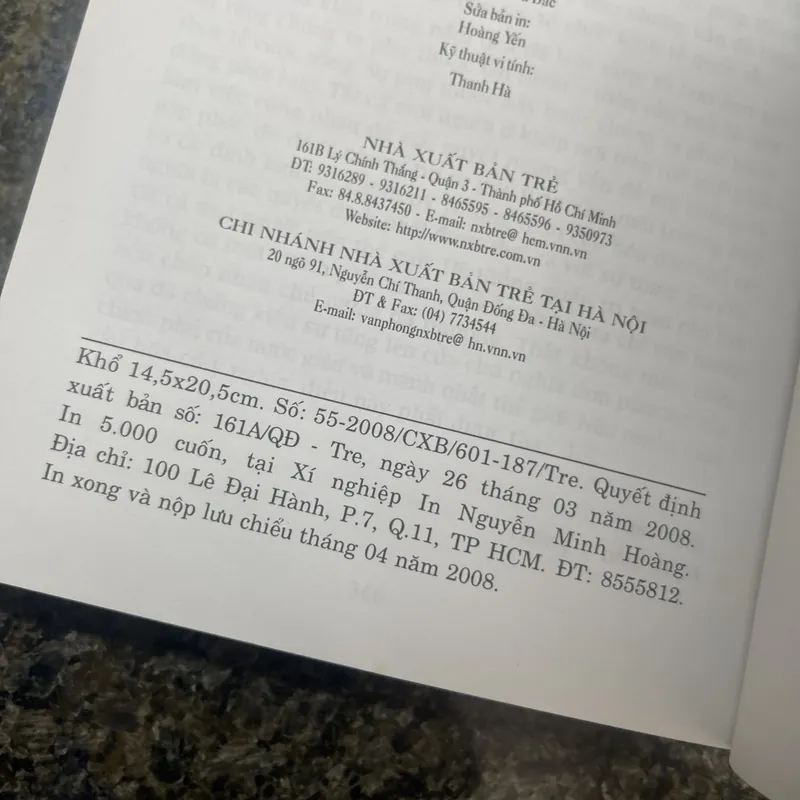 Sửa bản in:
Hoàng Yến
Kỹ thuật vi tính:
Thanh Hà
NHÀ XUẤT BẢN TRẺ
161B Lý Chính Thắng - Quận 3 - Thành phố Hồ Chí Minh
ĐT: 9316289 - 9316211 - 8465595 - 8465596 - 9350973
Fax: 84.8.8437450 - E-mail: nxbtre@ hcm.vnn.vn
Website: http://www.nxbtre.com.vn
CHI NHÁNH NHÀ XUẤT BẢN TRẺ TẠI HÀ NỘI
20 ngõ 91, Nguyễn Chí Thanh, Quận Đống Đa - Hà Nội
ĐT & Fax: (04) 7734544
E-mail: vanphongnxbtre@ hn.vnn.vn
Khổ 14,5x20,5cm. Số: 55-2008/CXB/601-187/Tre. Quyết định
xuất bản số: 161A/QĐ - Tre, ngày 26 tháng 03 năm 2008.
In 5.000 cuốn, tại Xí nghiệp In Nguyễn Minh Hoàng.
Địa chỉ: 100 Lê Đại Hành, P.7, Q.11, TP HCM. ĐT: 8555812.
In xong và nộp lưu chiểu tháng 04 năm 2008.